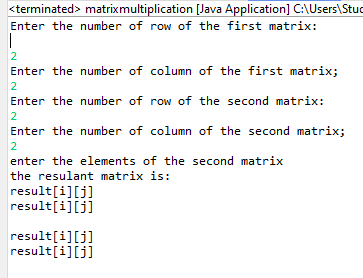 <terminated> matrixmultiplication [Java Application] C:\Users\Stud
Enter the number of row of the first matrix:
2
Enter the number of column of the first matrix;
2
Enter the number of row of the second matrix:
2
Enter the number of column of the second matrix;
2
enter the elements of the second matrix
the resulant matrix is:
result[i][j]
result[i][j]
result[i][j]
result[i][j]